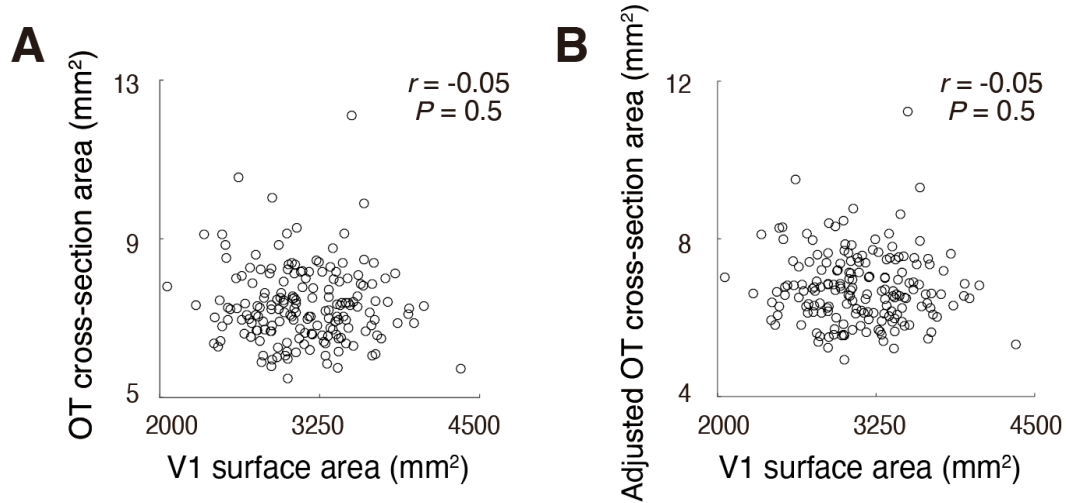 A
OT cross-section area (mm²)
13
9
5
r = -0.05
P = 0.5
2000 3250 4500
V1 surface area (mm²)
B
Adjusted OT cross-section area (mm²)
12
8
4
r = -0.05
P = 0.5
2000 3250 4500
V1 surface area (mm²)